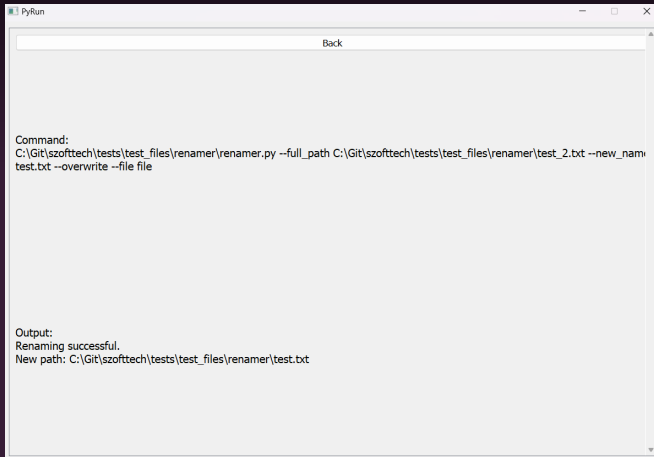 PyRun
Back
Command:
C:\Git\szofttech\tests\test_files\renamer\renamer.py --full_path C:\Git\szofttech\tests\test_files\renamer\test_2.txt --new_name
test.txt --overwrite --file file
Output:
Renaming successful.
New path: C:\Git\szofttech\tests\test_files\renamer\test.txt